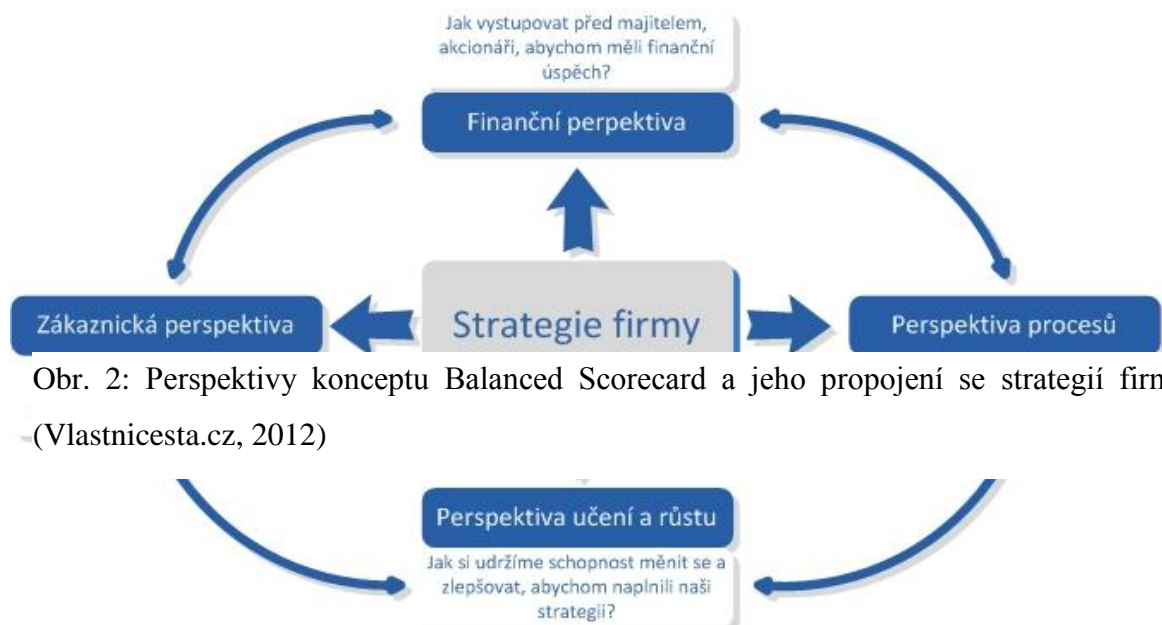 Jak vystupovat před majitelem,
akcionáři, abychom měli finanční
úspěch?
Finanční perpektiva
Zákaznická perspektiva
Strategie firmy
Perspektiva procesů
Obr. 2: Perspektivy konceptu Balanced Scorecard a jeho propojení se strategií
(Vlastnicesta.cz, 2012)
Perspektiva učení a růstu
Jak si udržíme schopnost měnit se a
zlepšovat, abychom naplnili naši
strategii?